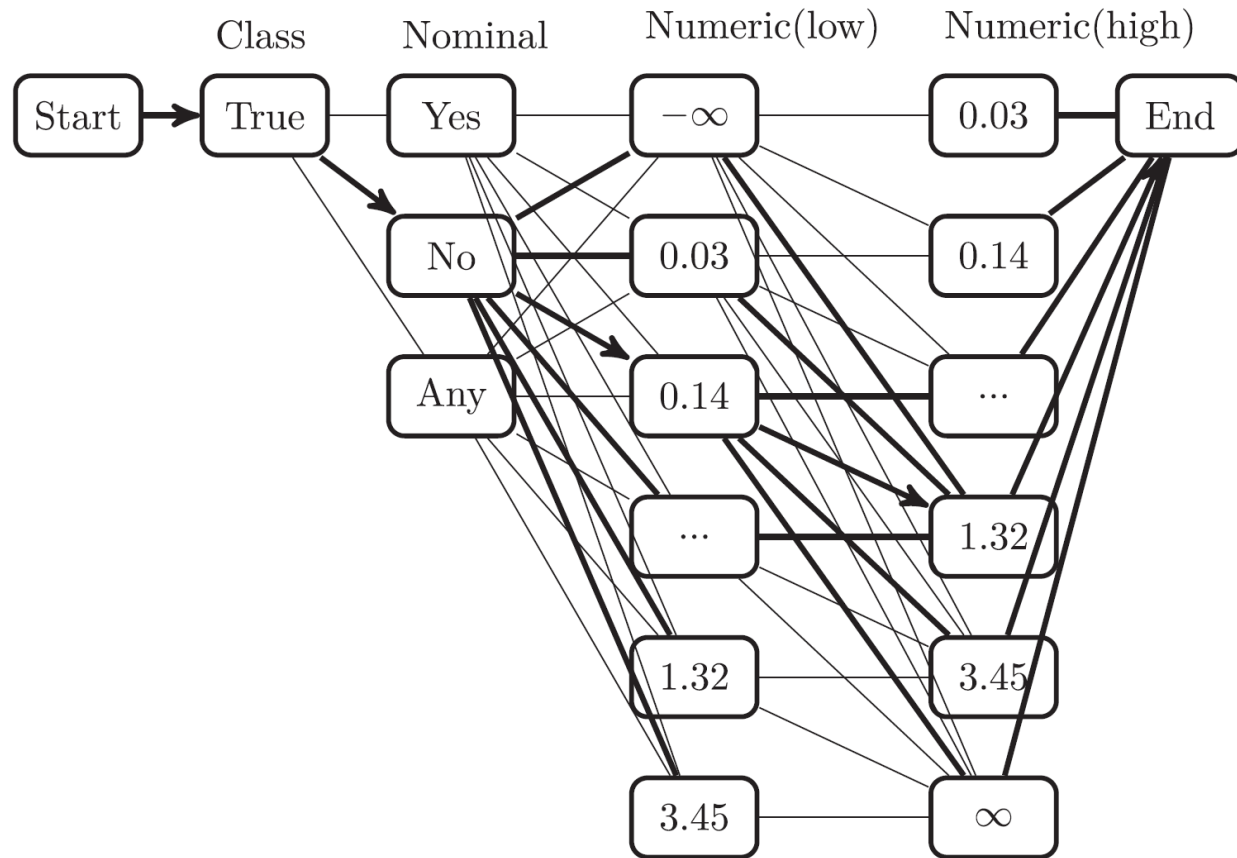 Class Nominal Numeric(low) Numeric(high)
Start True Yes −∞ 0.03 End
No 0.03 0.14
Any 0.14 ...
... 1.32
1.32 3.45
3.45 ∞